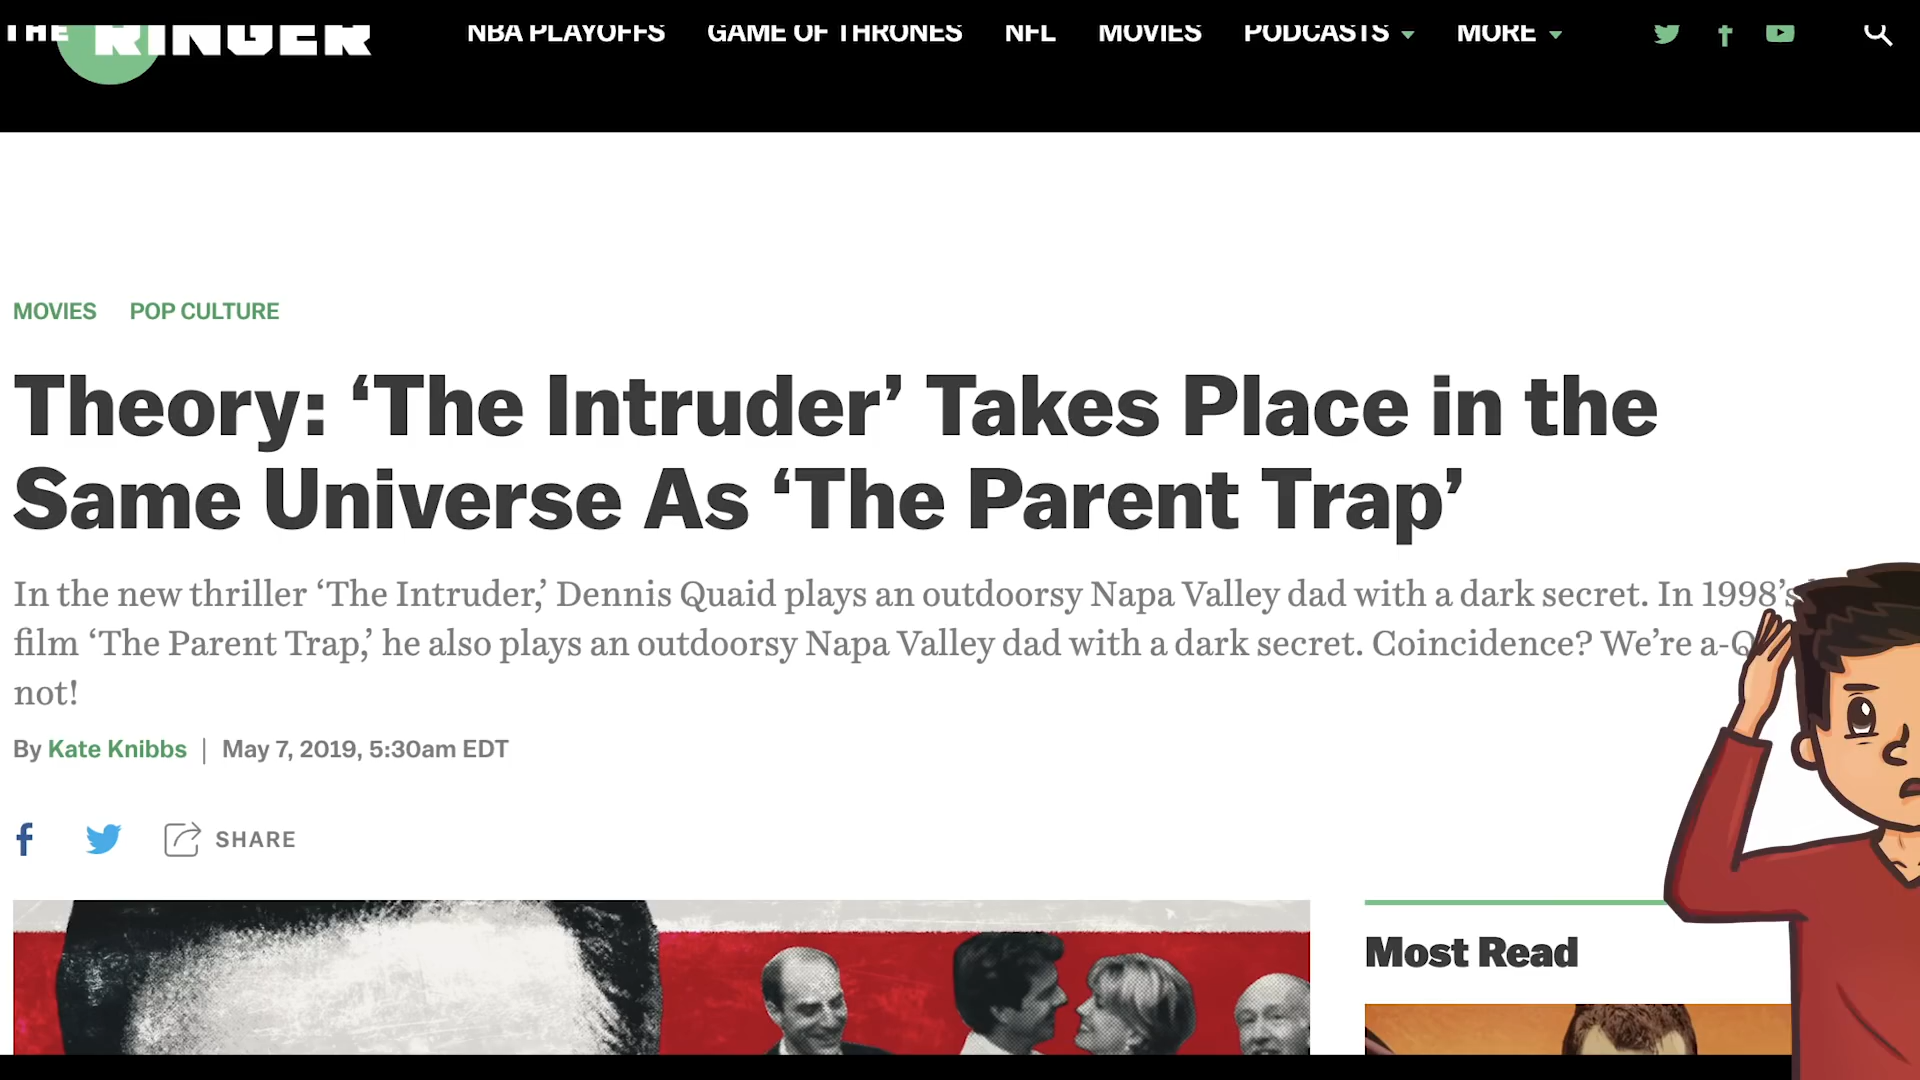 THE RINGER
NBA PLAYOFFS GAME OF THRONES NFL MOVIES PODCASTS MORE
MOVIES POP CULTURE
Theory: ‘The Intruder’ Takes Place in the
Same Universe As ‘The Parent Trap’
In the new thriller ‘The Intruder,’ Dennis Quaid plays an outdoorsy Napa Valley dad with a dark secret. In 1998’s
film ‘The Parent Trap,’ he also plays an outdoorsy Napa Valley dad with a dark secret. Coincidence? We’re
not!
By Kate Knibbs | May 7, 2019, 5:30am EDT
SHARE
Most Read